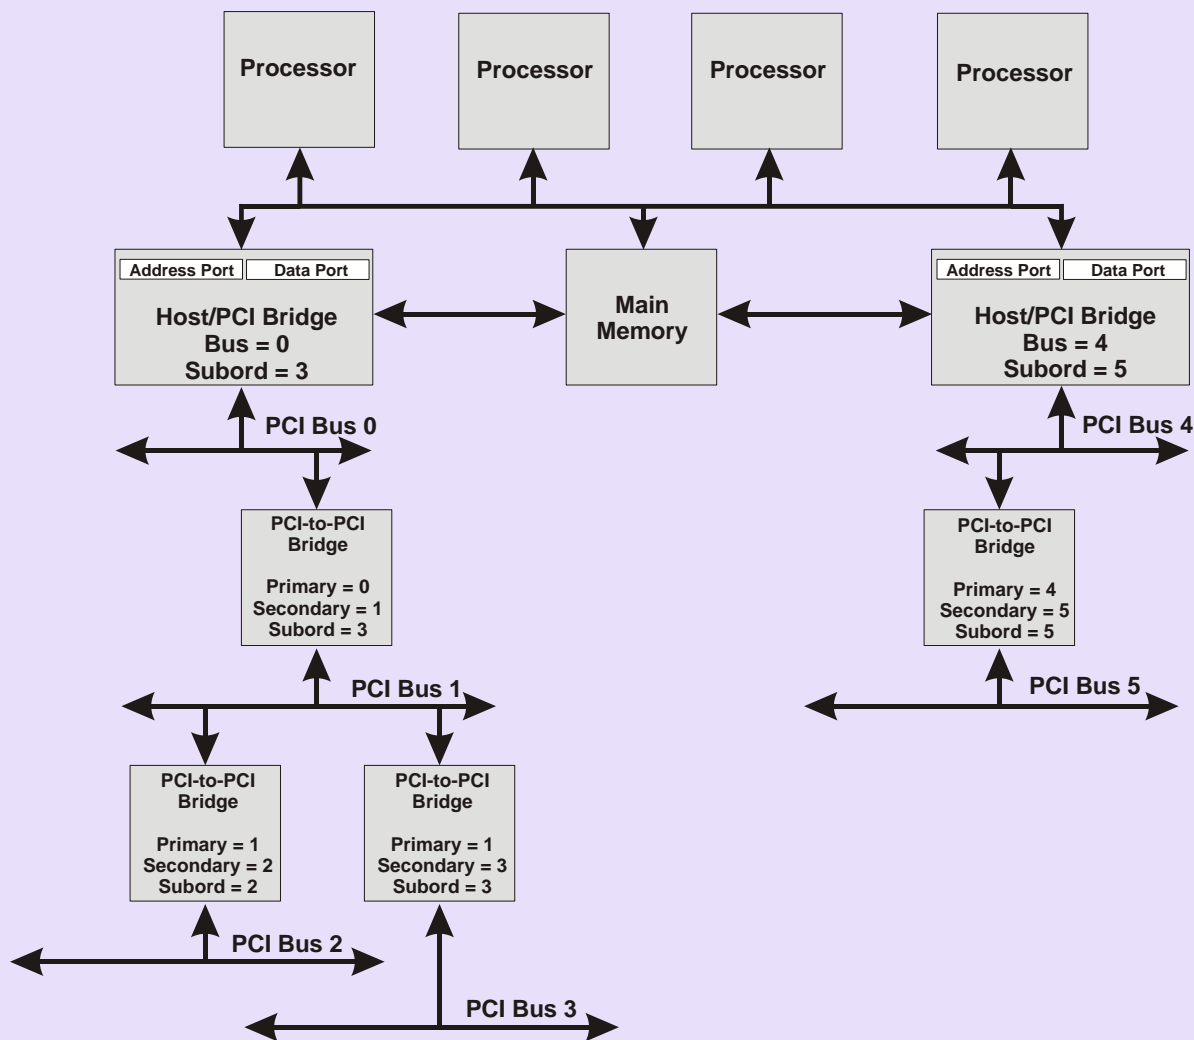 Processor
Processor
Processor
Processor
Address Port
Data Port
Host/PCI Bridge
Bus = 0
Subord = 3
Main
Memory
Address Port
Data Port
Host/PCI Bridge
Bus = 4
Subord = 5
PCI Bus 0
PCI Bus 4
PCI-to-PCI
Bridge
Primary = 0
Secondary = 1
Subord = 3
PCI-to-PCI
Bridge
Primary = 4
Secondary = 5
Subord = 5
PCI Bus 1
PCI Bus 5
PCI-to-PCI
Bridge
Primary = 1
Secondary = 2
Subord = 2
PCI-to-PCI
Bridge
Primary = 1
Secondary = 3
Subord = 3
PCI Bus 2
PCI Bus 3